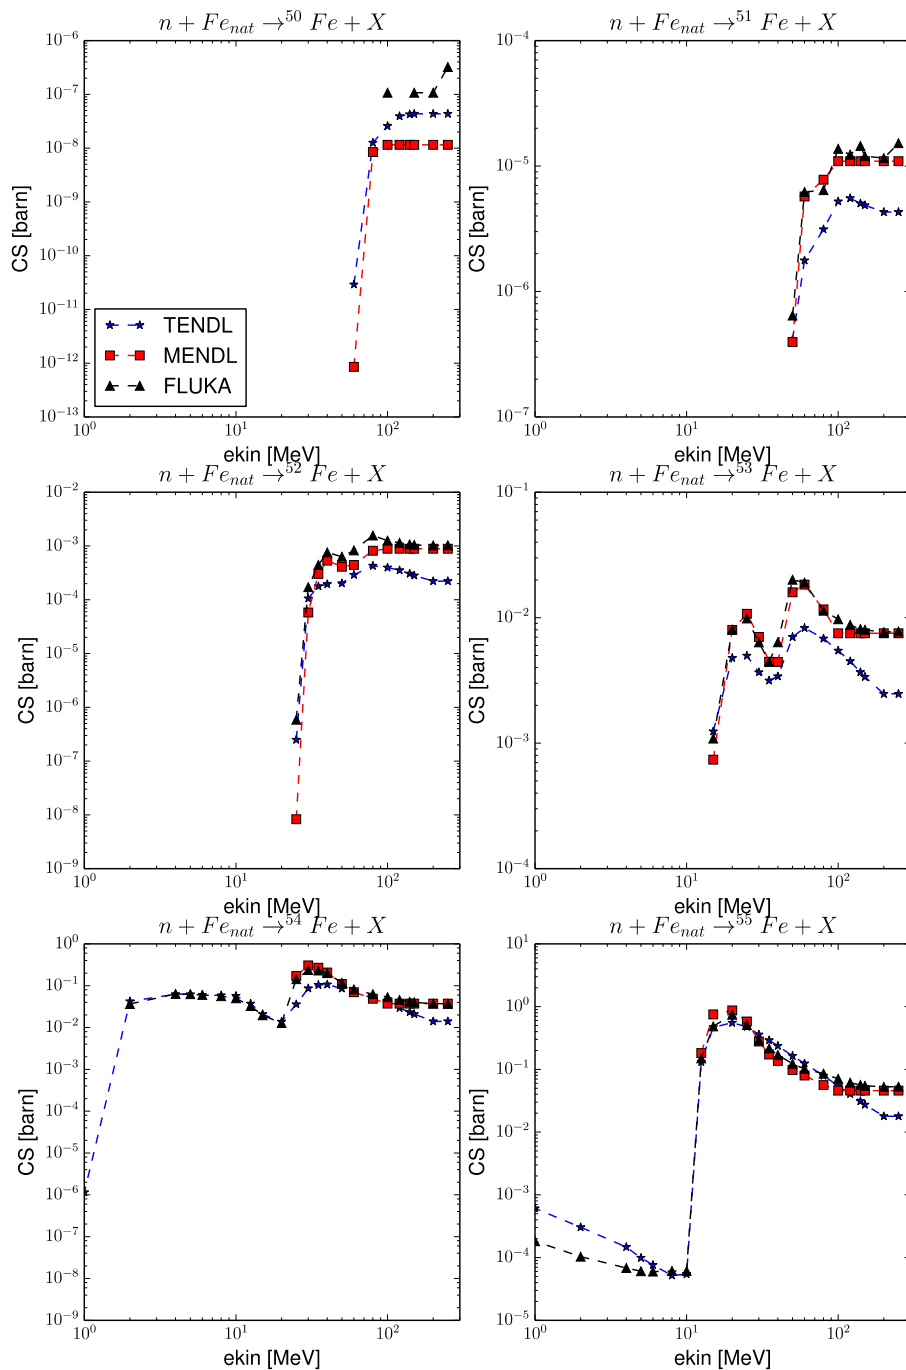 n + Fe_nat →^50 Fe + X
n + Fe_nat →^51 Fe + X
CS [barn]
10^-6
10^-7
10^-8
10^-9
10^-10
10^-11
10^-12
10^-13
TENDL
MENDL
FLUKA
10^0 10^1 10^2
ekin [MeV]
CS [barn]
10^-4
10^-5
10^-6
10^-7
10^0 10^1 10^2
ekin [MeV]
n + Fe_nat →^52 Fe + X
n + Fe_nat →^53 Fe + X
CS [barn]
10^-2
10^-3
10^-4
10^-5
10^-6
10^-7
10^-8
10^-9
10^0 10^1 10^2
ekin [MeV]
CS [barn]
10^-1
10^-2
10^-3
10^-4
10^0 10^1 10^2
ekin [MeV]
n + Fe_nat →^54 Fe + X
n + Fe_nat →^55 Fe + X
CS [barn]
10^0
10^-1
10^-2
10^-3
10^-4
10^-5
10^-6
10^-7
10^-8
10^-9
10^0 10^1 10^2
ekin [MeV]
CS [barn]
10^1
10^0
10^-1
10^-2
10^-3
10^-4
10^-5
10^0 10^1 10^2
ekin [MeV]